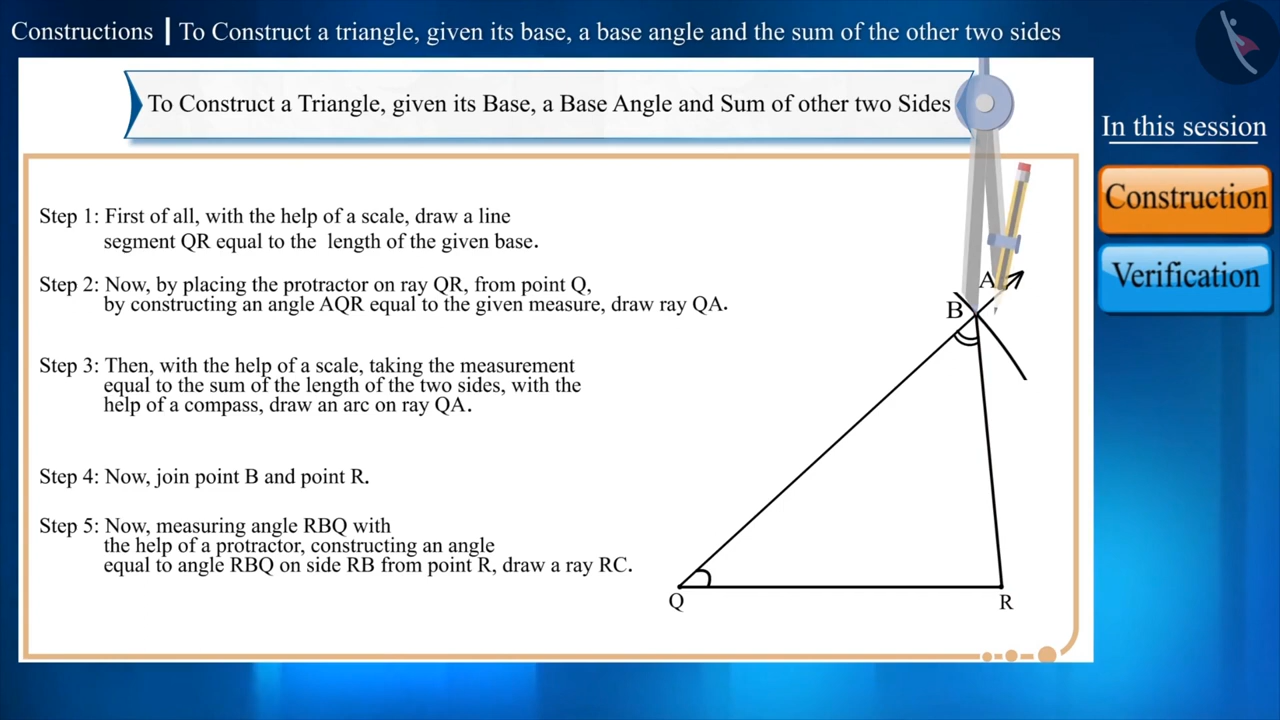 Constructions | To Construct a triangle, given its base, a base angle and the sum of the other two sides
To Construct a Triangle, given its Base, a Base Angle and Sum of other two Sides
In this session
Construction
Verification
Step 1: First of all, with the help of a scale, draw a line
segment QR equal to the length of the given base.
Step 2: Now, by placing the protractor on ray QR, from point Q,
by constructing an angle AQR equal to the given measure, draw ray QA.
Step 3: Then, with the help of a scale, taking the measurement
equal to the sum of the length of the two sides, with the
help of a compass, draw an arc on ray QA.
Step 4: Now, join point B and point R.
Step 5: Now, measuring angle RBQ with
the help of a protractor, constructing an angle
equal to angle RBQ on side RB from point R, draw a ray RC.
A
B
Q
R